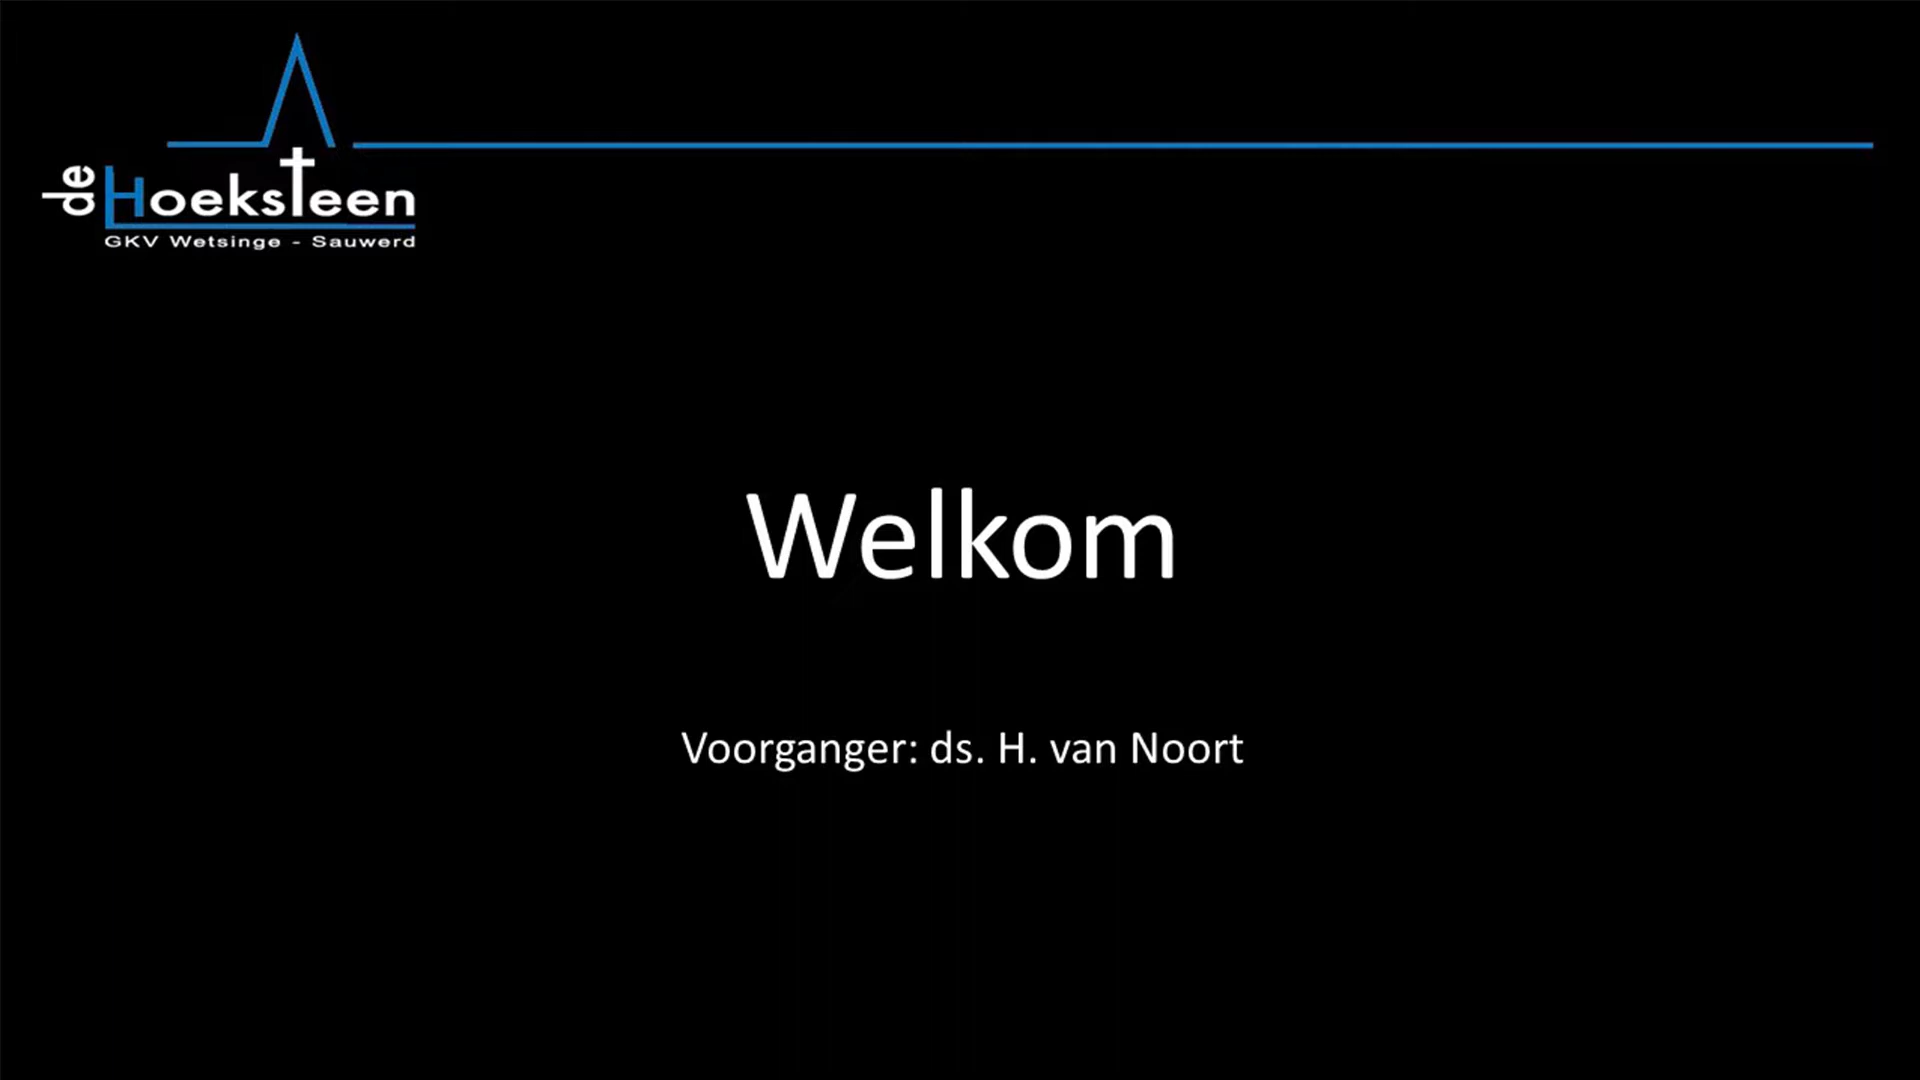 de Hoeksteen
GKV Wetsinge - Sauwerd
Welkom
Voorganger: ds. H. van Noort